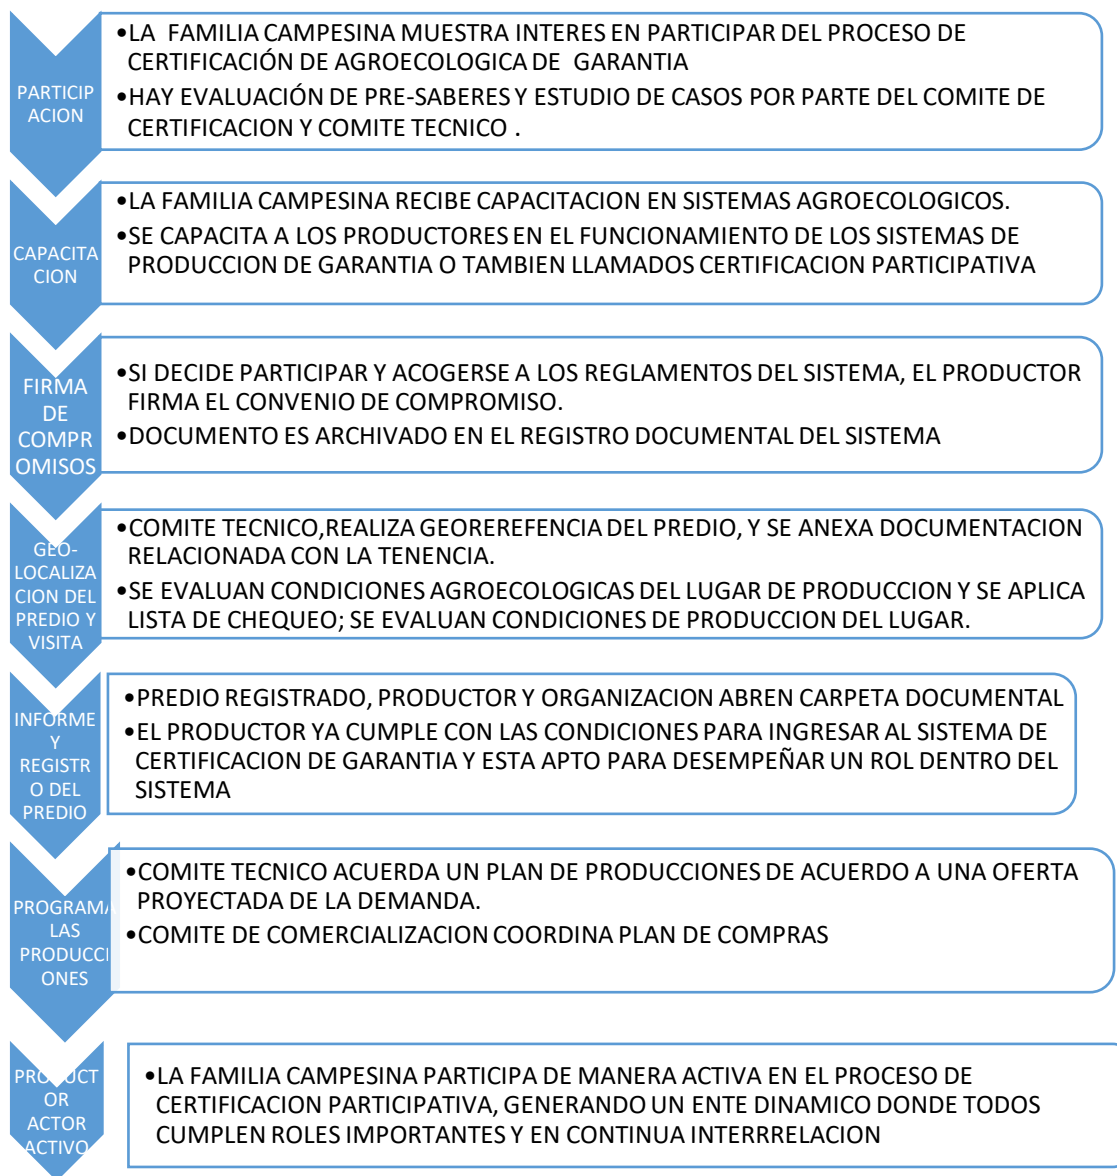 PARTICIP
ACION
•LA FAMILIA CAMPESINA MUESTRA INTERES EN PARTICIPAR DEL PROCESO DE
CERTIFICACIÓN DE AGROECOLOGICA DE GARANTIA
•HAY EVALUACIÓN DE PRE-SABERES Y ESTUDIO DE CASOS POR PARTE DEL COMITE DE
CERTIFICACION Y COMITE TECNICO .
CAPACITA
CION
•LA FAMILIA CAMPESINA RECIBE CAPACITACION EN SISTEMAS AGROECOLOGICOS.
•SE CAPACITA A LOS PRODUCTORES EN EL FUNCIONAMIENTO DE LOS SISTEMAS DE
PRODUCCION DE GARANTIA O TAMBIEN LLAMADOS CERTIFICACION PARTICIPATIVA
FIRMA
DE
COMPR
OMISOS
•SI DECIDE PARTICIPAR Y ACOGERSE A LOS REGLAMENTOS DEL SISTEMA, EL PRODUCTOR
FIRMA EL CONVENIO DE COMPROMISO.
•DOCUMENTO ES ARCHIVADO EN EL REGISTRO DOCUMENTAL DEL SISTEMA
GEO-
LOCALIZA
CION DEL
PREDIO Y
VISITA
•COMITE TECNICO,REALIZA GEOREREFENCIA DEL PREDIO, Y SE ANEXA DOCUMENTACION
RELACIONADA CON LA TENENCIA.
•SE EVALUAN CONDICIONES AGROECOLOGICAS DEL LUGAR DE PRODUCCION Y SE APLICA
LISTA DE CHEQUEO; SE EVALUAN CONDICIONES DE PRODUCCION DEL LUGAR.
INFORME
Y
REGISTR
O DEL
PREDIO
•PREDIO REGISTRADO, PRODUCTOR Y ORGANIZACION ABREN CARPETA DOCUMENTAL
•EL PRODUCTOR YA CUMPLE CON LAS CONDICIONES PARA INGRESAR AL SISTEMA DE
CERTIFICACION DE GARANTIA Y ESTA APTO PARA DESEMPEÑAR UN ROL DENTRO DEL
SISTEMA
PROGRAMA
LAS
PRODUCCI
ONES
•COMITE TECNICO ACUERDA UN PLAN DE PRODUCCIONES DE ACUERDO A UNA OFERTA
PROYECTADA DE LA DEMANDA.
•COMITE DE COMERCIALIZACION COORDINA PLAN DE COMPRAS
PRODUCT
OR
ACTOR
ACTIVO
•LA FAMILIA CAMPESINA PARTICIPA DE MANERA ACTIVA EN EL PROCESO DE
CERTIFICACION PARTICIPATIVA, GENERANDO UN ENTE DINAMICO DONDE TODOS
CUMPLEN ROLES IMPORTANTES Y EN CONTINUA INTERRRELACION